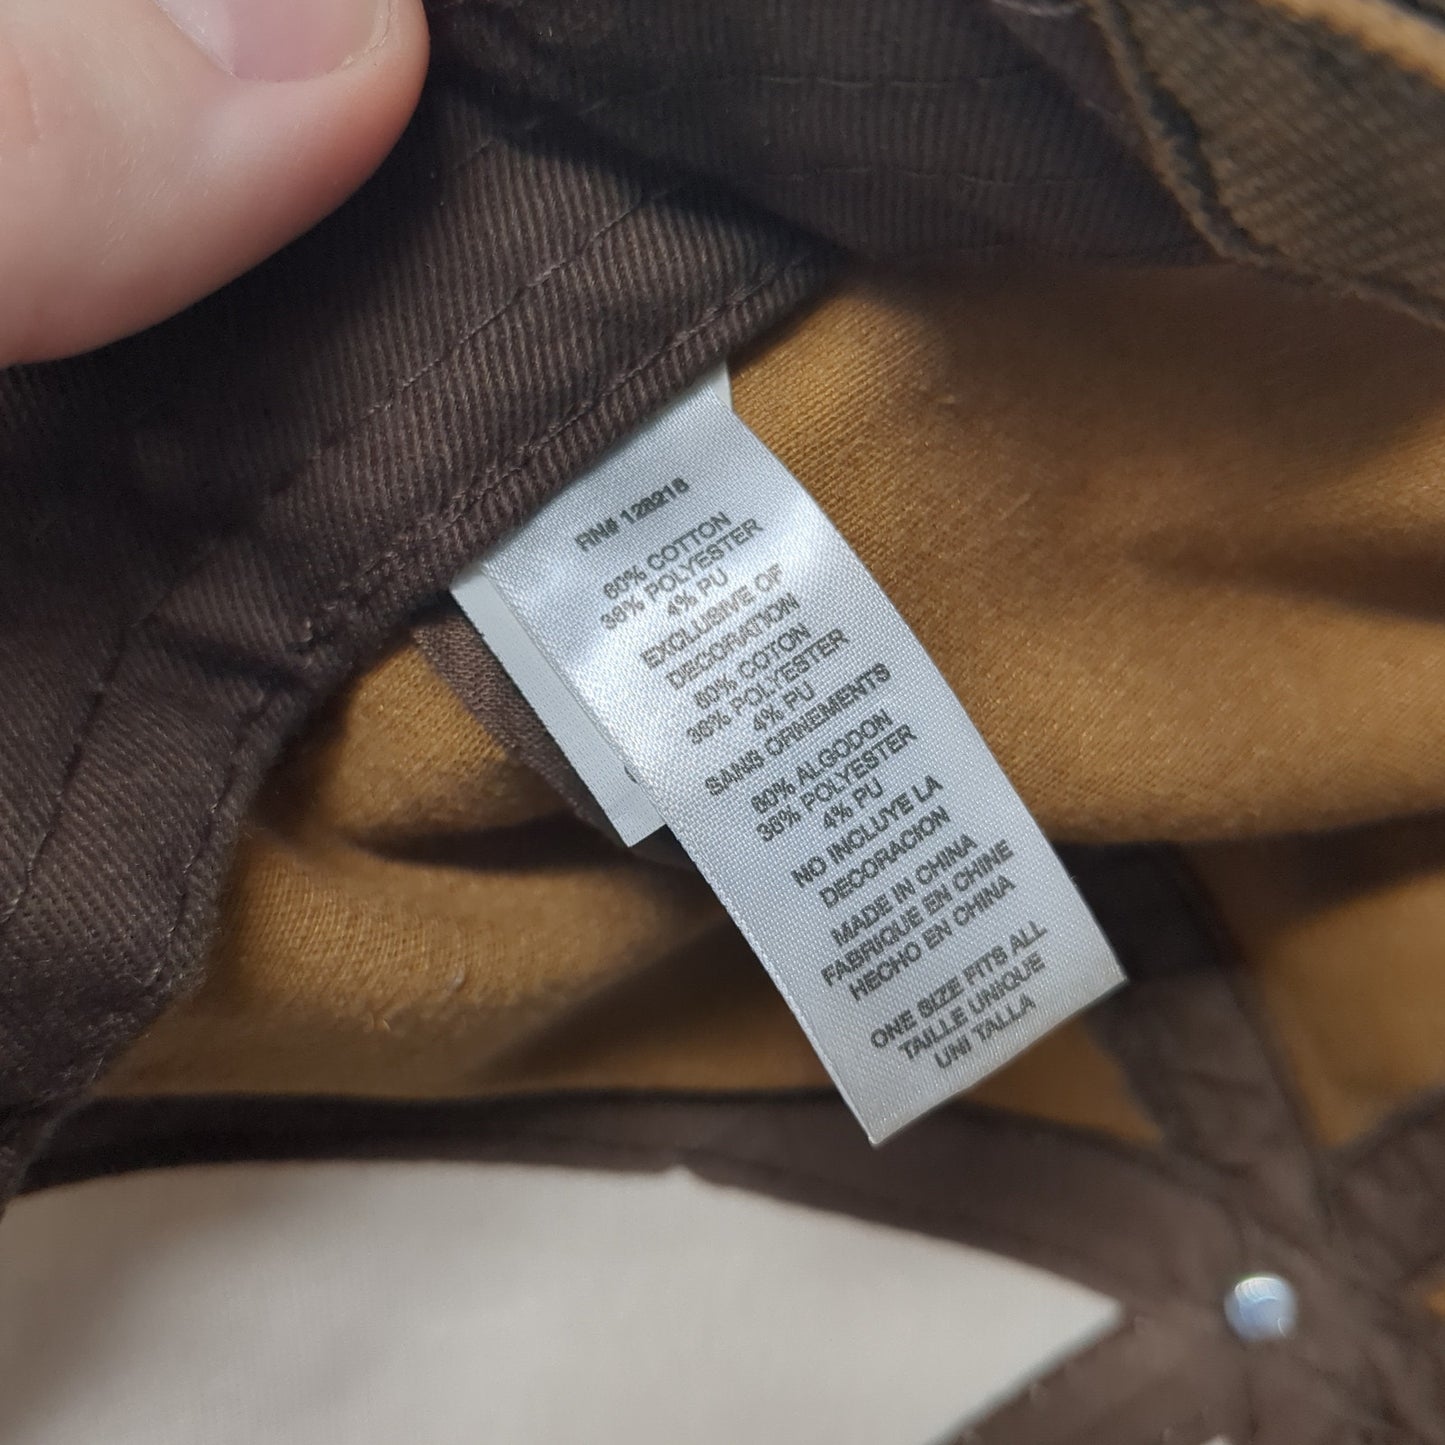 RN# 128218
60% COTTON
36% POLYESTER
4% PU
EXCLUSIVE OF
DECORATION
60% COTON
36% POLYESTER
4% PU
SANS ORNEMENTS
60% ALGODON
36% POLYESTER
4% PU
NO INCLUYE LA
DECORACION
MADE IN CHINA
FABRIQUE EN CHINE
HECHO EN CHINA
ONE SIZE FITS ALL
TAILLE UNIQUE
UNI TALLA